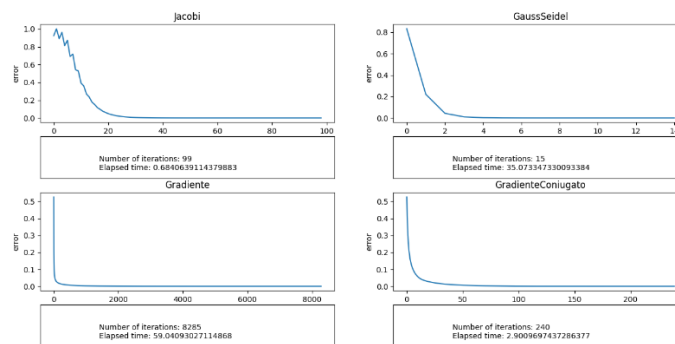 Jacobi
error
1.0
0.8
0.6
0.4
0.2
0.0
0 20 40 60 80 100
Number of iterations: 99
Elapsed time: 0.6840639114379883
GaussSeidel
error
0.8
0.6
0.4
0.2
0.0
0 2 4 6 8 10 12 14
Number of iterations: 15
Elapsed time: 35.073347330093384
Gradiente
error
0.5
0.4
0.3
0.2
0.1
0.0
0 2000 4000 6000 8000
Number of iterations: 8285
Elapsed time: 59.04093027114868
GradienteConiugato
error
0.5
0.4
0.3
0.2
0.1
0.0
0 50 100 150 200
Number of iterations: 240
Elapsed time: 2.9009697437286377